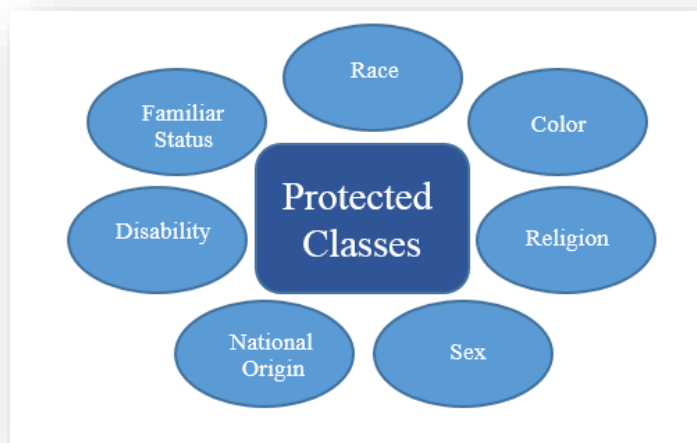 Race
Familiar
Status
Color
Protected
Classes
Disability
Religion
National
Origin
Sex